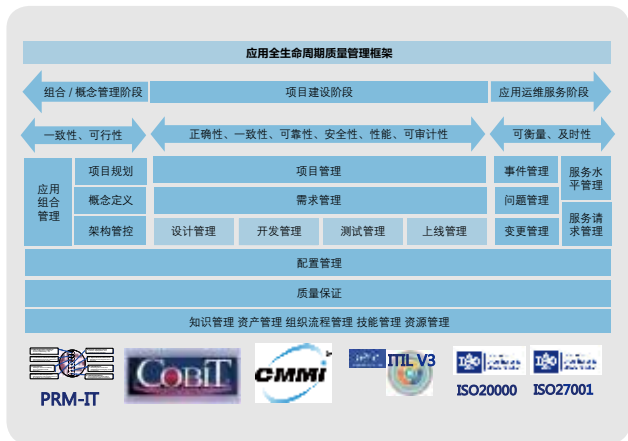 应用全生命周期质量管理框架
组合 / 概念管理阶段
项目建设阶段
应用运维服务阶段
一致性、可行性
正确性、一致性、可靠性、安全性、性能、可审计性
可衡量、及时性
应用
组合
管理
项目规划
概念定义
架构管控
项目管理
需求管理
设计管理
开发管理
测试管理
上线管理
事件管理
问题管理
变更管理
服务水
平管理
服务请
求管理
配置管理
质量保证
知识管理 资产管理 组织流程管理 技能管理 资源管理
PRM-IT
COBIT
CMMi
ITIL V3
ISO20000
ISO27001